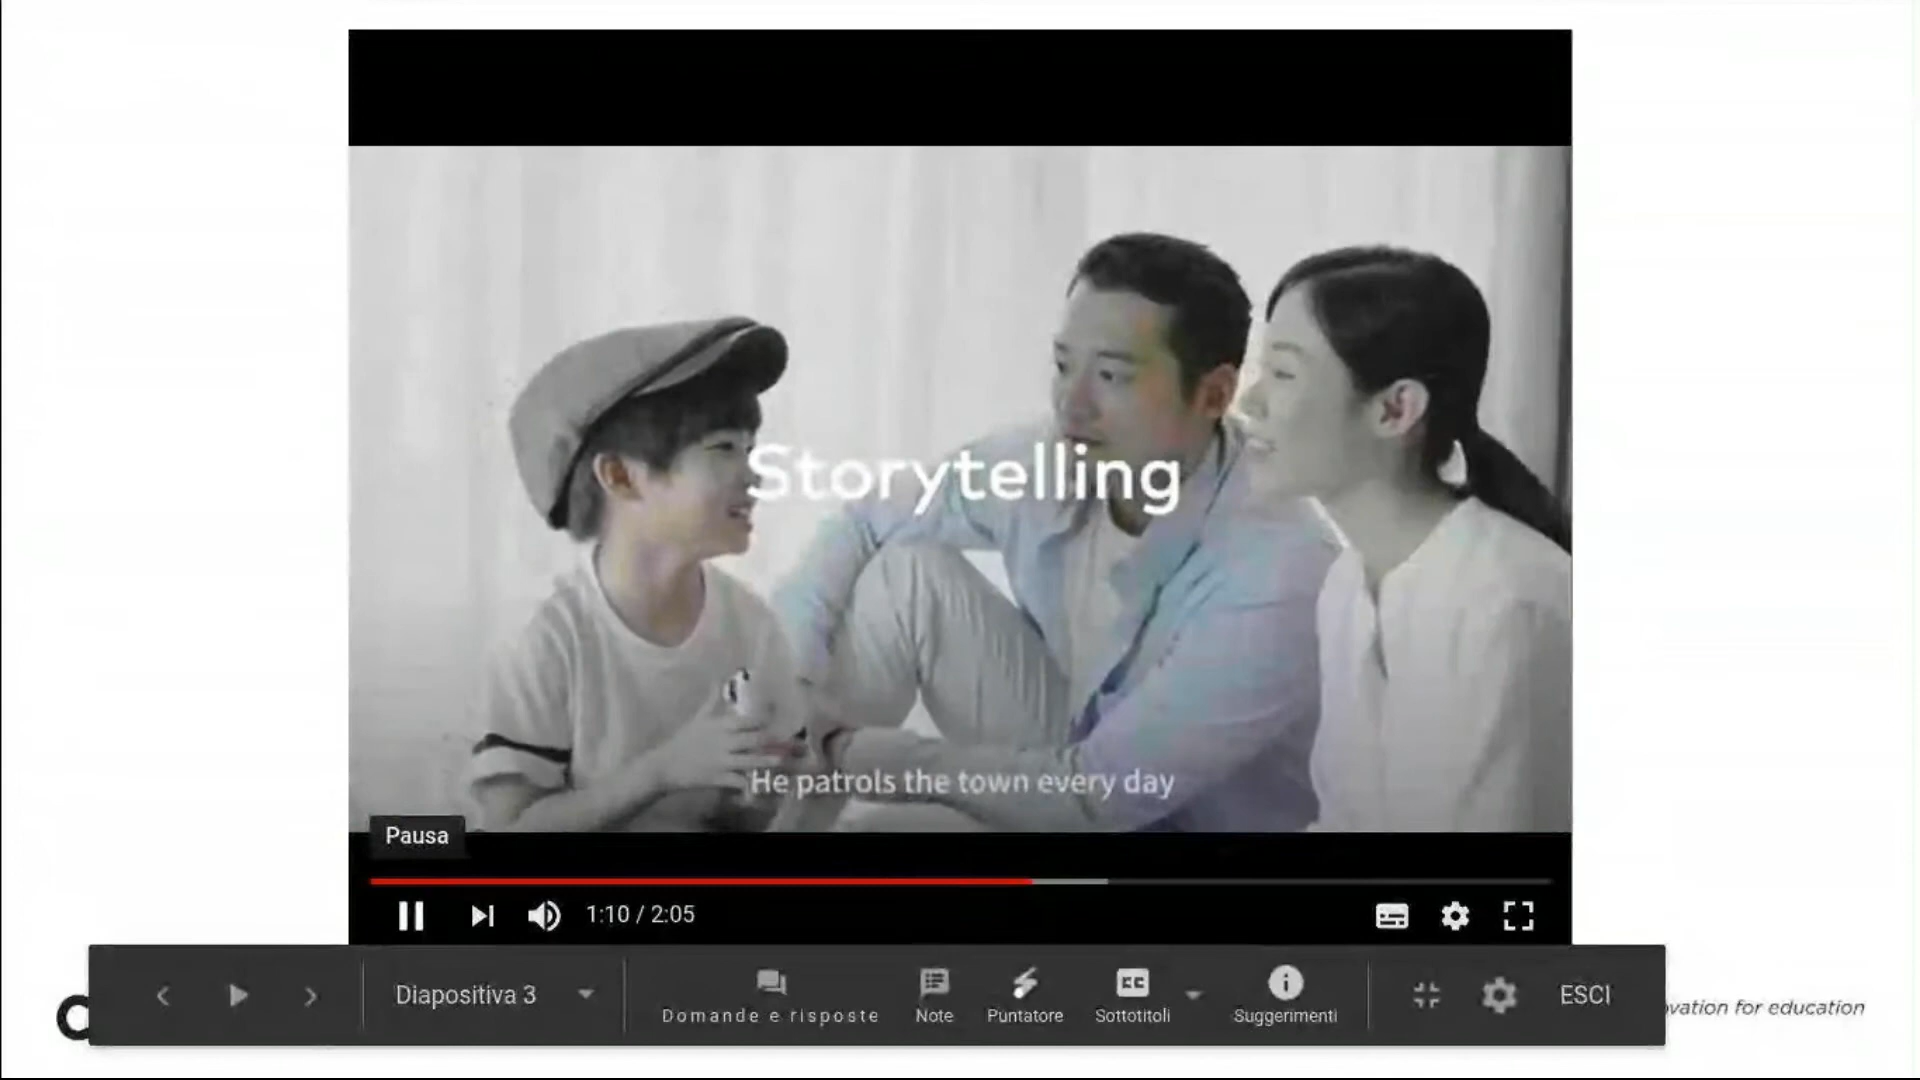 Storytelling
He patrols the town every day
Pausa
1:10 / 2:05
Diapositiva 3
Domande e risposte
Note
Puntatore
Sottotitoli
Suggerimenti
ESCI
for education